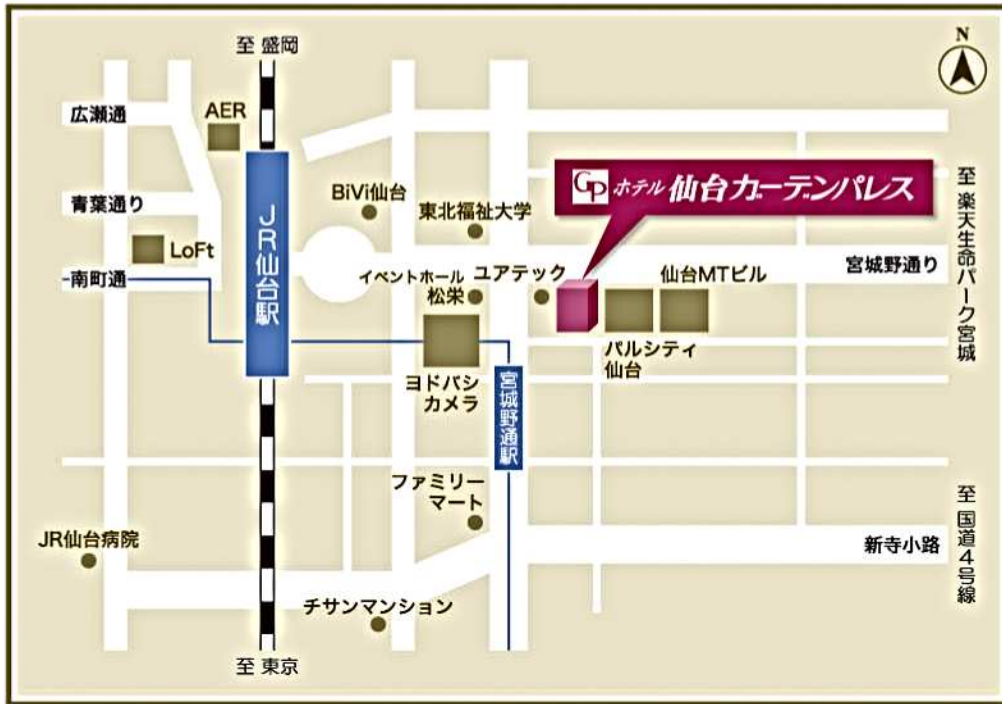 至 盛岡
N
広瀬通
AER
GP ホテル 仙台ガーデンパレス
至 楽天生命パーク宮城
BiVi仙台
青葉通り
東北福祉大学
JR仙台駅
LoFt
宮城野通り
南町通
イベントホール
松栄
ユアテック
仙台MTビル
パルシティ
仙台
ヨドバシ
カメラ
宮城野通駅
ファミリー
マート
至 国道4号線
JR仙台病院
新寺小路
チサンマンション
至 東京